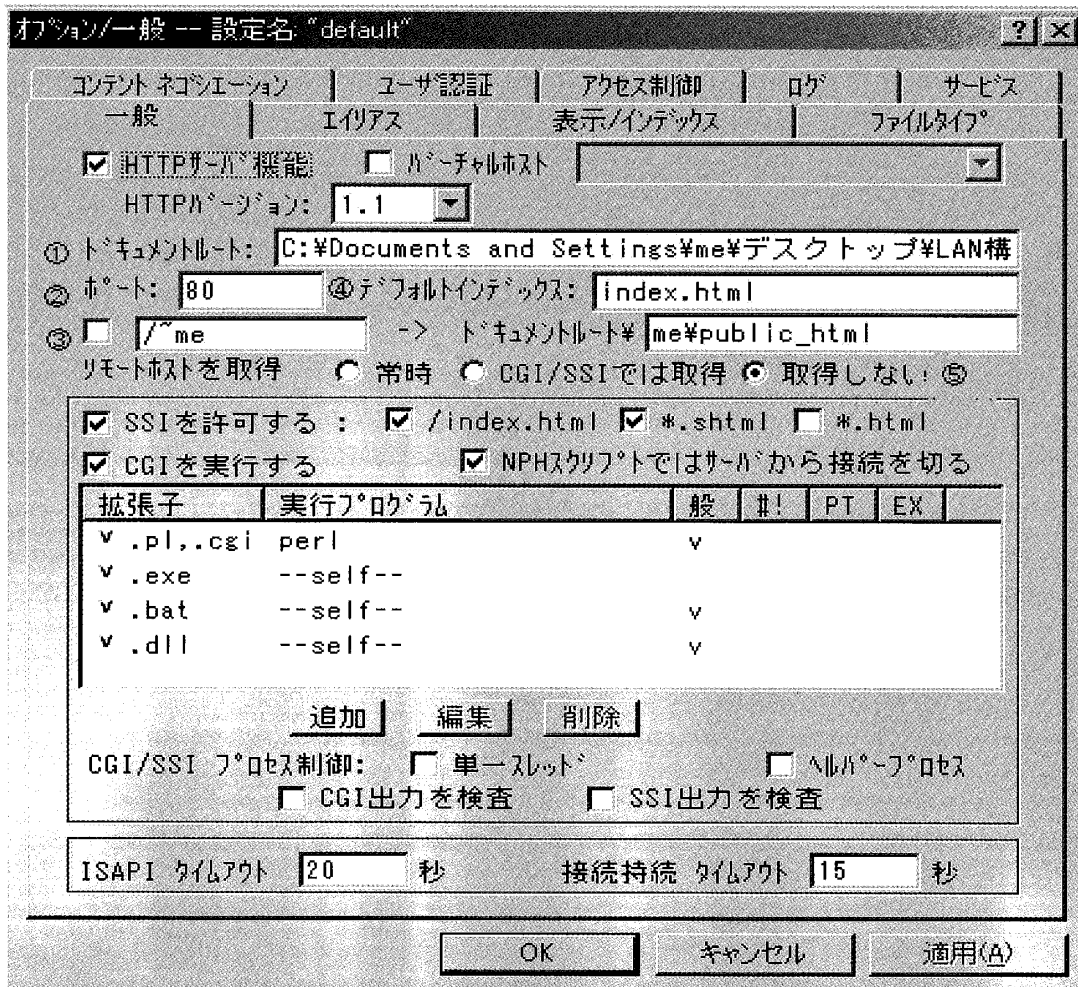 オプション/一般 -- 設定名: "default"
コンテント ネゴシエーション ユーザ認証 アクセス制御 ログ サービス
一般 エイリアス 表示/インデックス ファイルタイプ
HTTPサーバ機能 バーチャルホスト
HTTPバージョン: 1.1
① ドキュメントルート: C:¥Documents and Settings¥me¥デスクトップ¥LAN構
② ポート: 80 ④デフォルトインデックス: index.html
③ /~me -> ドキュメントルート¥ me¥public_html
リモートホストを取得 常時 CGI/SSIでは取得 取得しない ⑤
SSIを許可する : /index.html *.shtml *.html
CGIを実行する NPHスクリプトではサーバから接続を切る
拡張子 実行プログラム 般 #! PT EX
v .pl,.cgi perl v
v .exe --self--
v .bat --self-- v
v .dll --self-- v
追加 編集 削除
CGI/SSI プロセス制御: 単一スレッド ヘルパープロセス
CGI出力を検査 SSI出力を検査
ISAPI タイムアウト 20 秒 接続持続 タイムアウト 15 秒
OK キャンセル 適用(A)